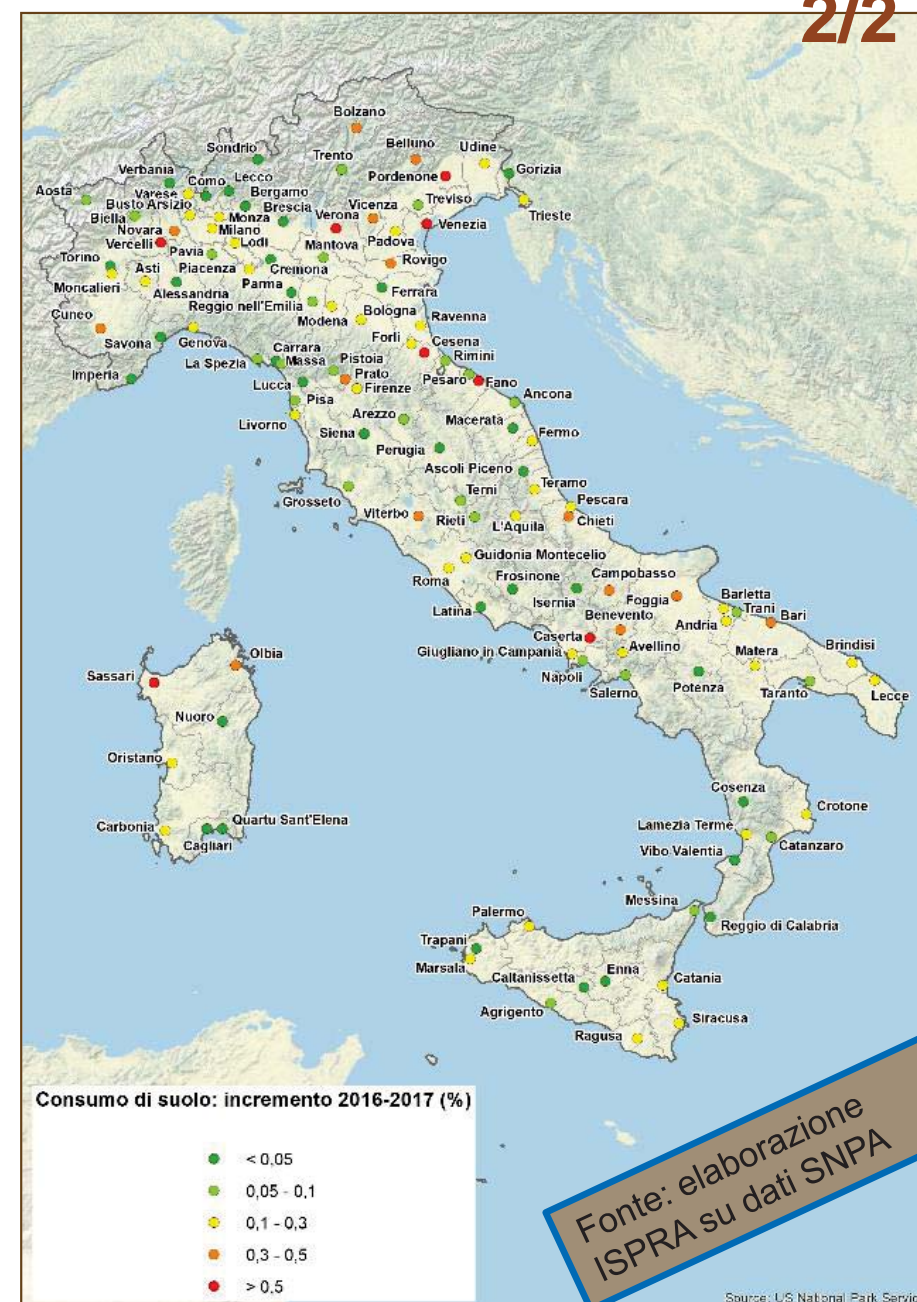 2/2
Bolzano
Sondrio
Trento
Belluno
Udine
Verbania
Como
Lecco
Pordenone
Gorizia
Aosta
Varese
Bergamo
Busto Arsizio
Brescia
Verona
Vicenza
Treviso
Trieste
Biella
Monza
Novara
Milano
Venezia
Vercelli
Lodi
Mantova
Padova
Torino
Pavia
Rovigo
Asti
Piacenza
Cremona
Moncalieri
Parma
Ferrara
Alessandria
Reggio nell'Emilia
Cuneo
Bologna
Ravenna
Modena
Savona
Genova
Forlì
Cesena
Carrara
La Spezia
Massa
Pistoia
Rimini
Imperia
Prato
Lucca
Firenze
Pesaro
Fano
Pisa
Ancona
Arezzo
Livorno
Macerata
Siena
Fermo
Perugia
Ascoli Piceno
Grosseto
Terni
Teramo
Pescara
Viterbo
Rieti
L'Aquila
Chieti
Guidonia Montecelio
Roma
Frosinone
Campobasso
Isernia
Foggia
Barletta
Latina
Trani
Benevento
Andria
Bari
Caserta
Olbia
Giugliano in Campania
Avellino
Matera
Brindisi
Sassari
Napoli
Salerno
Potenza
Taranto
Lecce
Nuoro
Oristano
Cosenza
Crotone
Carbonia
Quartu Sant'Elena
Lamezia Terme
Cagliari
Vibo Valentia
Catanzaro
Messina
Palermo
Reggio di Calabria
Trapani
Marsala
Caltanissetta
Enna
Catania
Agrigento
Siracusa
Ragusa
Consumo di suolo: incremento 2016-2017 (%)
< 0,05
0,05 - 0,1
0,1 - 0,3
0,3 - 0,5
> 0,5
Fonte: elaborazione
ISPRA su dati SNPA
Source: US National Park Servic